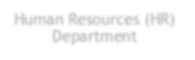 Human Resources (HR)
Department